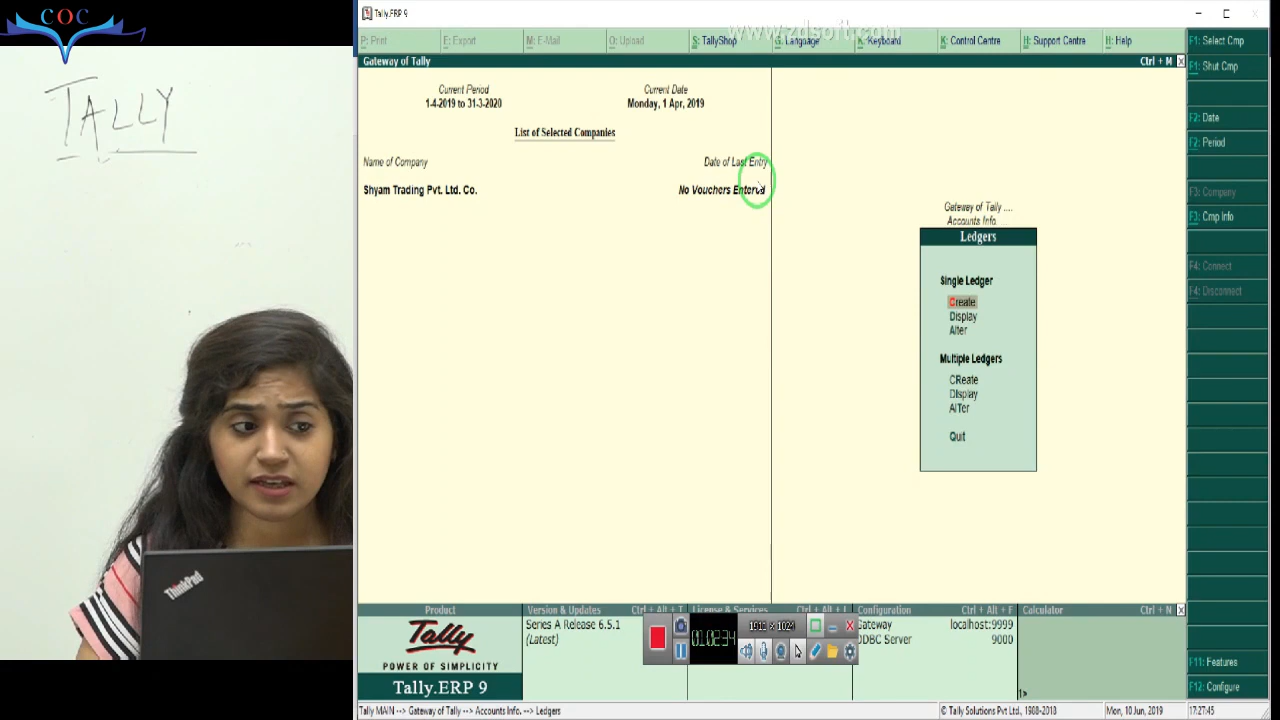 COC
TALLY
ThinkPad
Tally.ERP 9
www.zdsoft.com
P: Print E: Export M: E-Mail O: Upload S: TallyShop Language K: Keyboard K: Control Centre H: Support Centre H: Help
Gateway of Tally Ctrl + M X
Current Period Current Date
1-4-2019 to 31-3-2020 Monday, 1 Apr, 2019
List of Selected Companies
Name of Company Date of Last Entry
Shyam Trading Pvt. Ltd. Co. No Vouchers Entered
Gateway of Tally ....
Accounts Info.
Ledgers
Single Ledger
Create
Display
Alter
Multiple Ledgers
CReate
DIsplay
AlTer
Quit
F1: Select Cmp
F1: Shut Cmp
F2: Date
F2: Period
F3: Company
F3: Cmp Info
F4: Connect
F4: Disconnect
F11: Features
F12: Configure
Product Version & Updates Ctrl + Alt + T License & Services Ctrl + Alt + L Configuration Ctrl + Alt + F Calculator Ctrl + N X
Tally
POWER OF SIMPLICITY
Tally.ERP 9
Series A Release 6.5.1
(Latest)
Gateway localhost:9999
ODBC Server 9000
1>
Tally MAIN --> Gateway of Tally --> Accounts Info. --> Ledgers © Tally Solutions Pvt Ltd., 1988-2018 Mon, 10 Jun, 2019 17:27:45